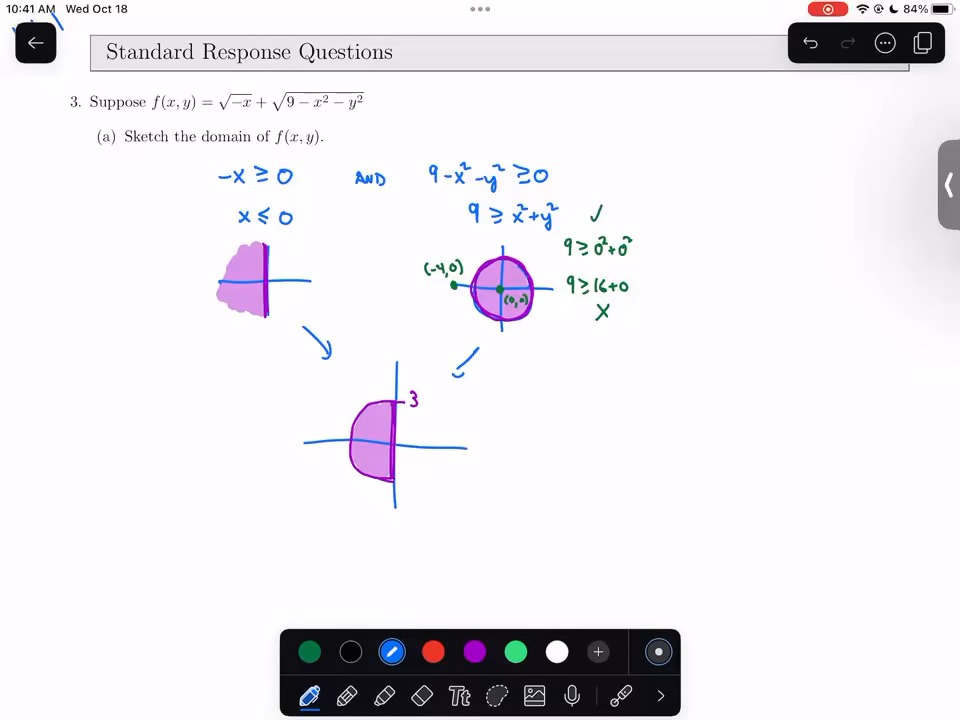 10:41 AM Wed Oct 18 84%
Standard Response Questions
3. Suppose f(x, y) = √−x + √9 − x² − y²
(a) Sketch the domain of f(x, y).
-x ≥ 0 AND 9-x²-y² ≥0
x ≤ 0 9 ≥ x²+y² ✓
9 ≥ 0²+0²
(-4,0) 9 ≥ 16+0
(0,0) X
3
Tt